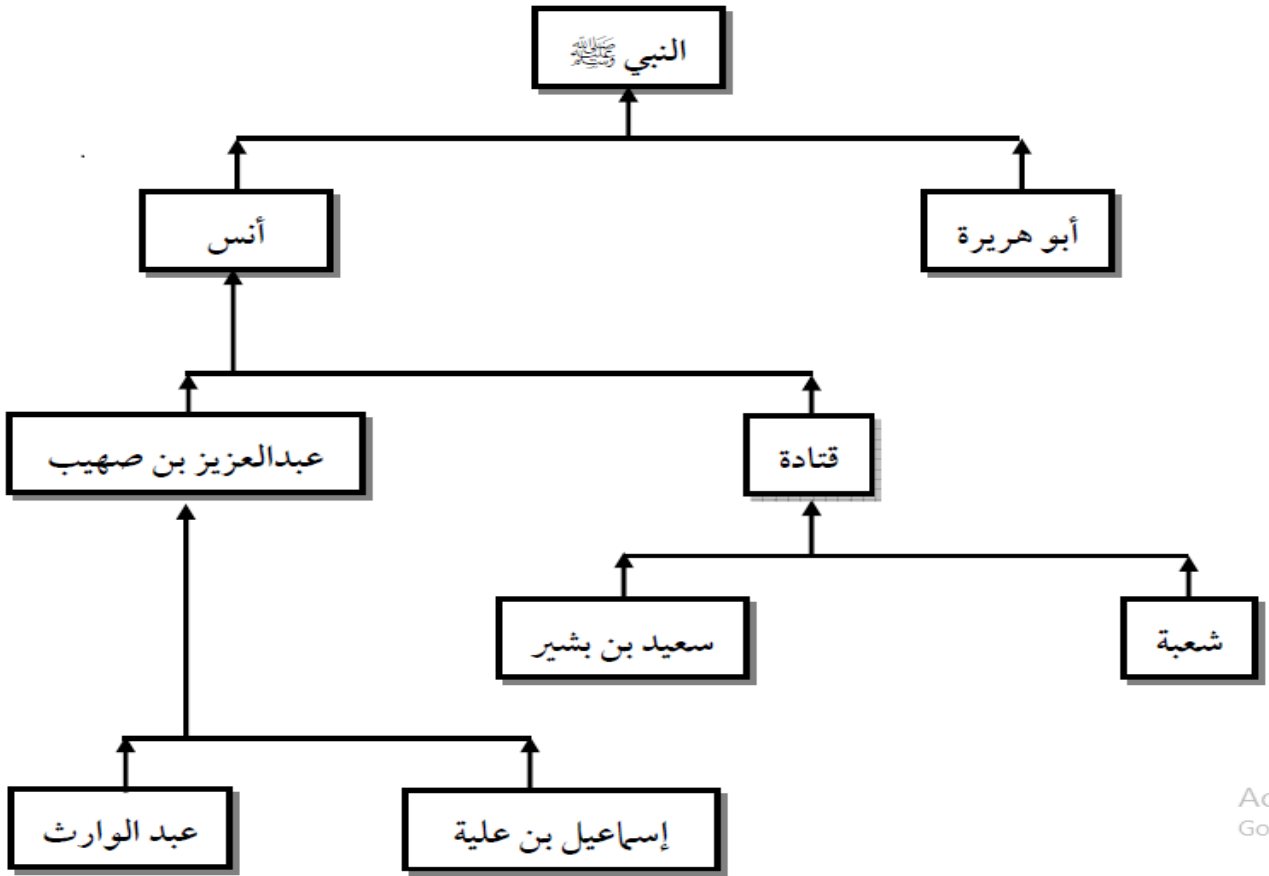 النبي ﷺ
أبو هريرة
أنس
قتادة
عبدالعزيز بن صهيب
شعبة
سعيد بن بشير
إسماعيل بن علية
عبد الوارث